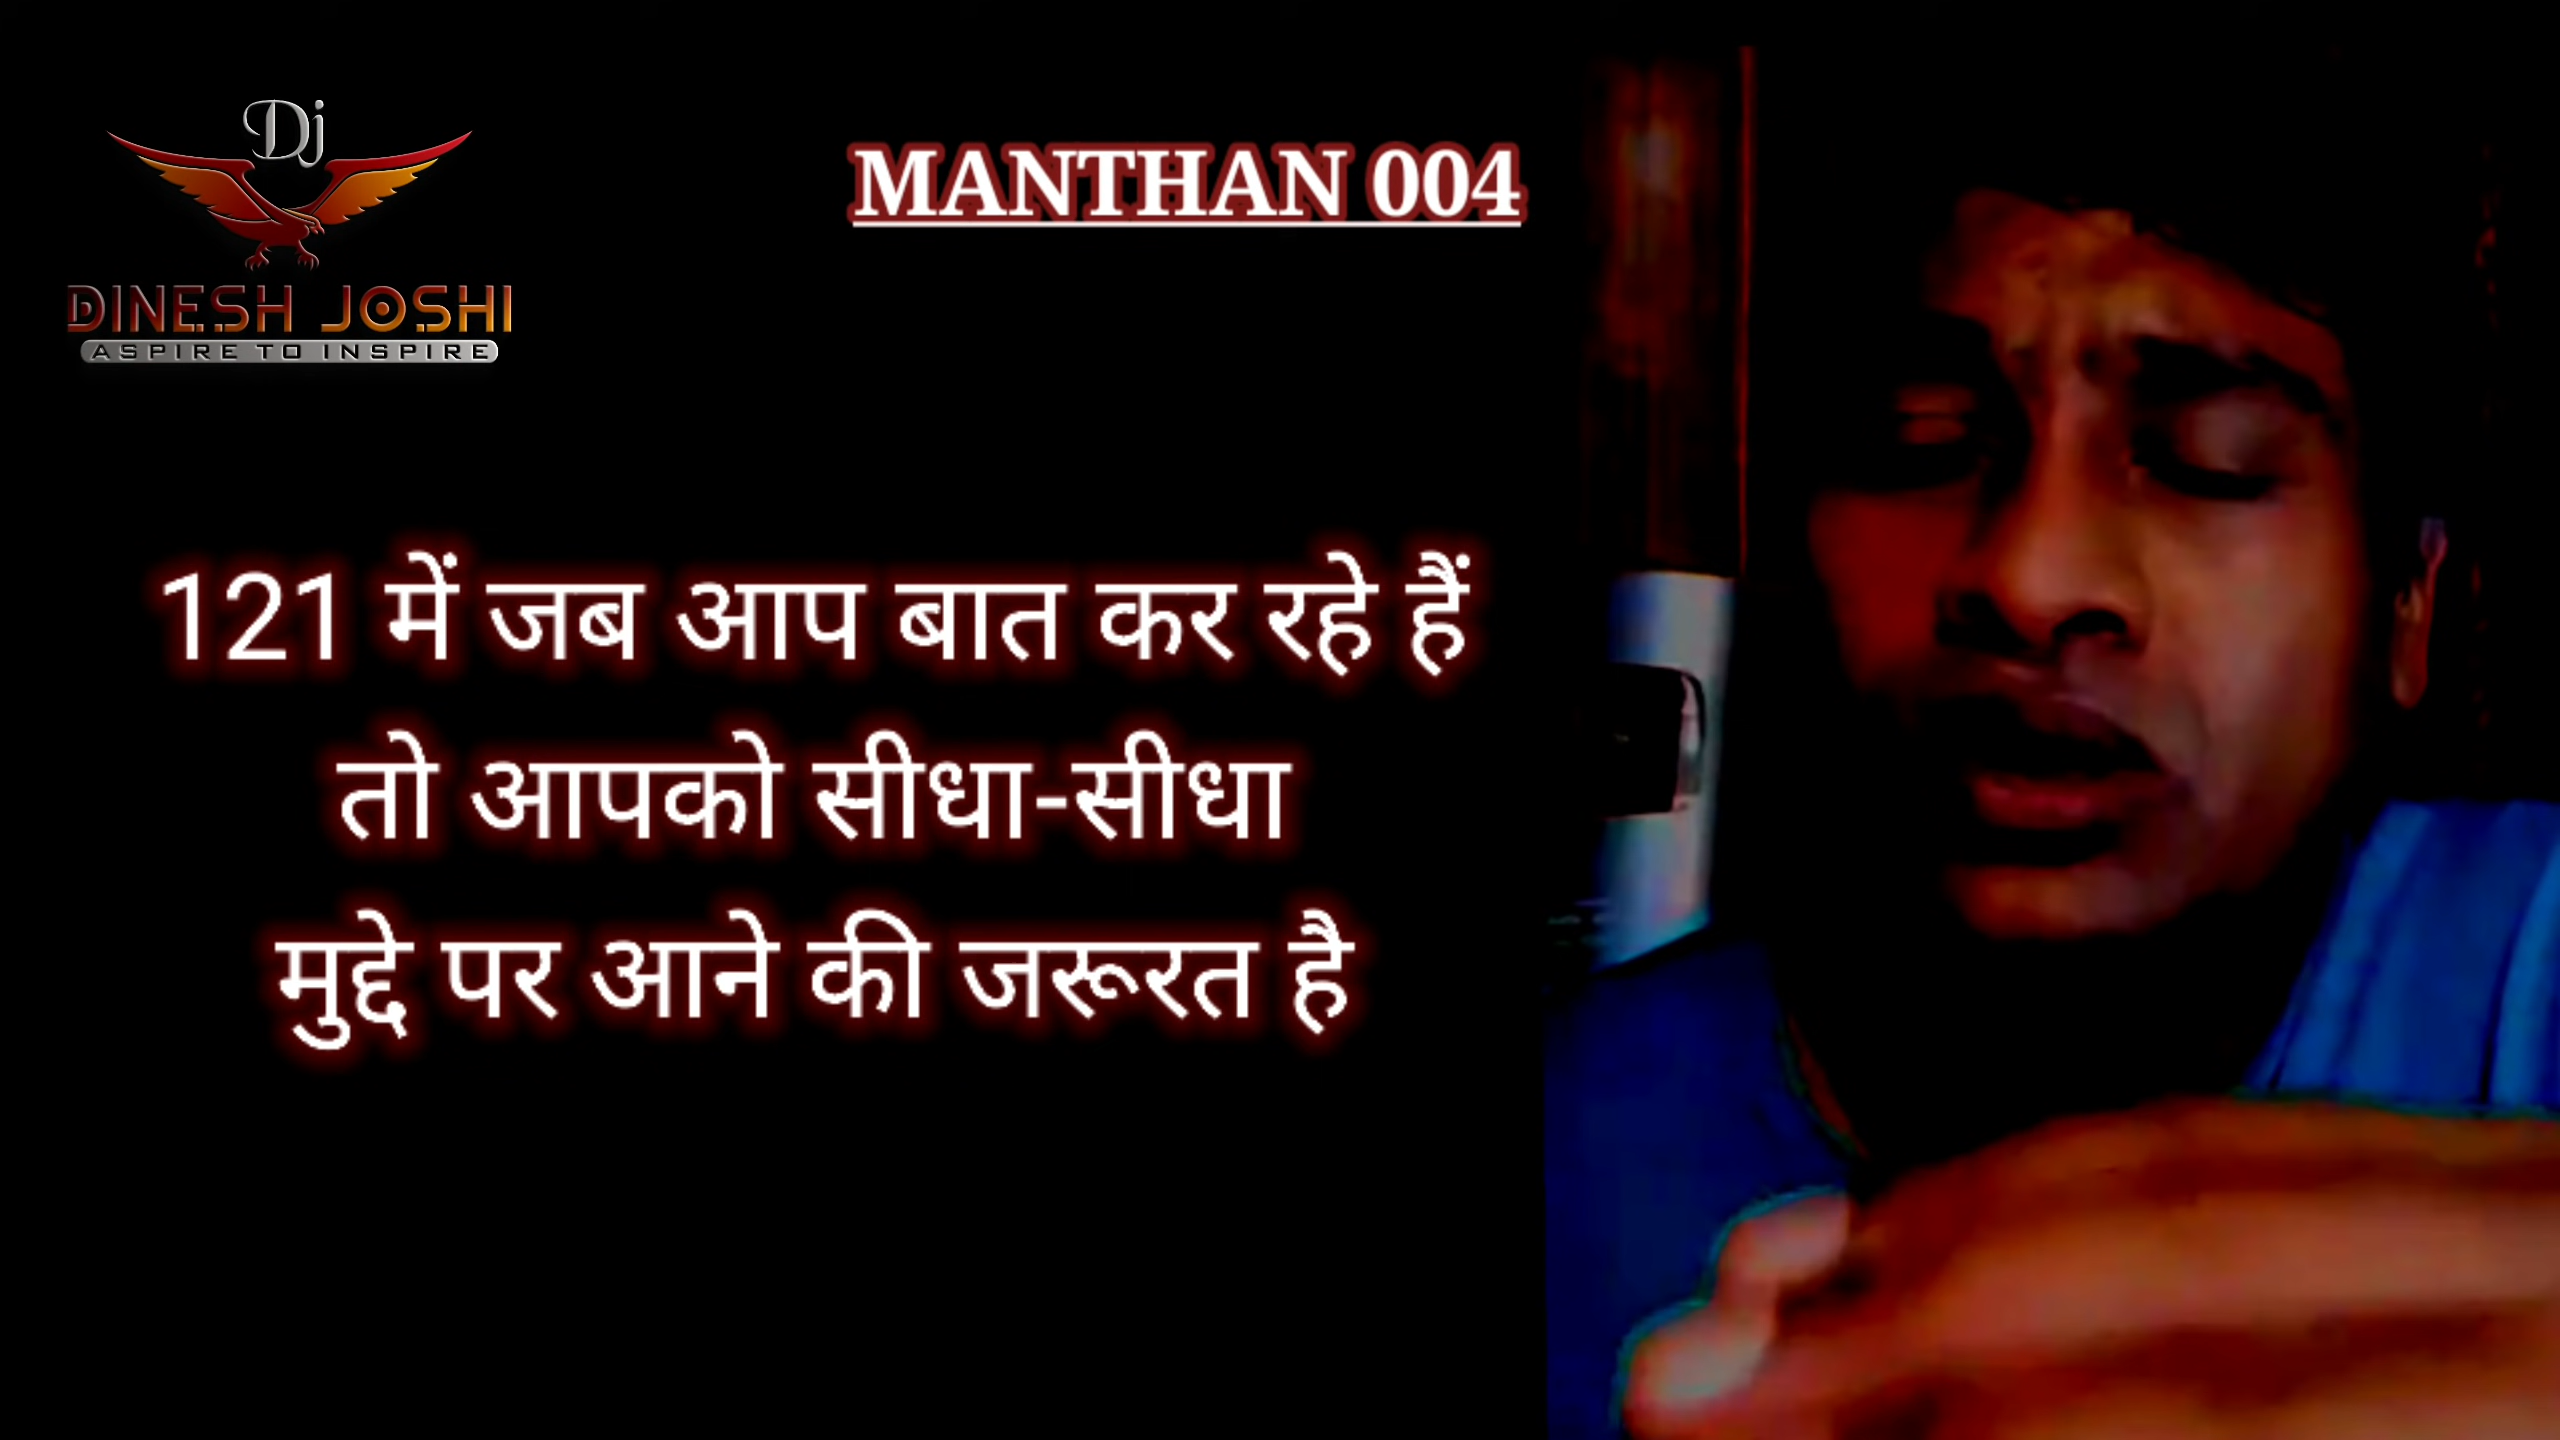 Dj
DINESH JOSHI
ASPIRE TO INSPIRE
MANTHAN 004
121 में जब आप बात कर रहे हैं
तो आपको सीधा-सीधा
मुद्दे पर आने की जरूरत है